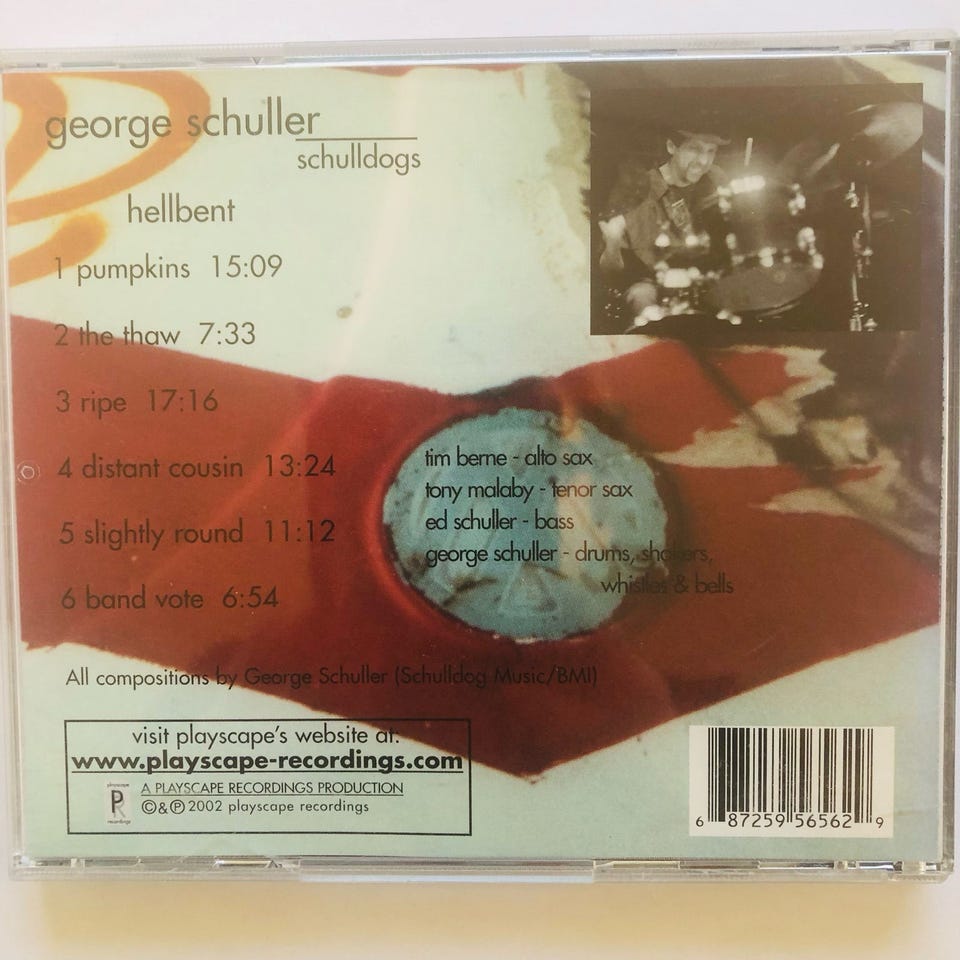 george schuller
schulldogs
hellbent
1 pumpkins 15:09
2 the thaw 7:33
3 ripe 17:16
4 distant cousin 13:24
5 slightly round 11:12
6 band vote 6:54
tim berne - alto sax
tony malaby - tenor sax
ed schuller - bass
george schuller - drums, shakers,
whistles & bells
All compositions by George Schuller (Schulldog Music/BMI)
visit playscape's website at:
www.playscape-recordings.com
playscape
PR
recordings
A PLAYSCAPE RECORDINGS PRODUCTION
©&℗ 2002 playscape recordings
6 87259 56562 9